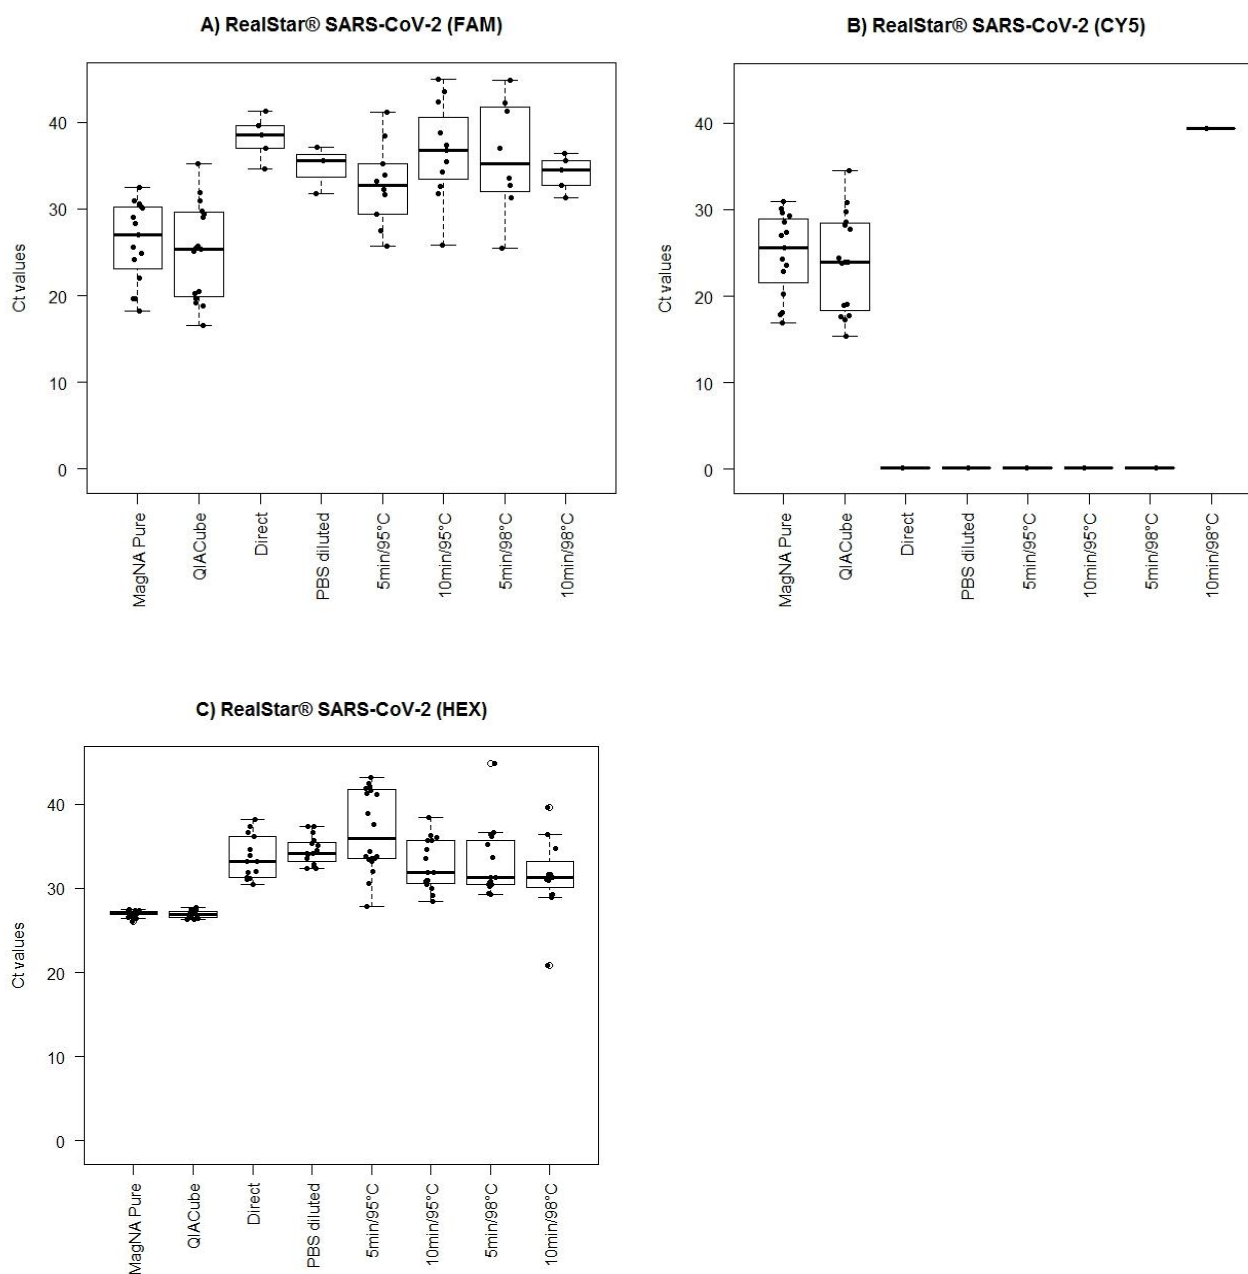 A) RealStar® SARS-CoV-2 (FAM)
Ct values
40
30
20
10
0
MagNA Pure
QIACube
Direct
PBS diluted
5min/95°C
10min/95°C
5min/98°C
10min/98°C
B) RealStar® SARS-CoV-2 (CY5)
Ct values
40
30
20
10
0
MagNA Pure
QIACube
Direct
PBS diluted
5min/95°C
10min/95°C
5min/98°C
10min/98°C
C) RealStar® SARS-CoV-2 (HEX)
Ct values
40
30
20
10
0
MagNA Pure
QIACube
Direct
PBS diluted
5min/95°C
10min/95°C
5min/98°C
10min/98°C